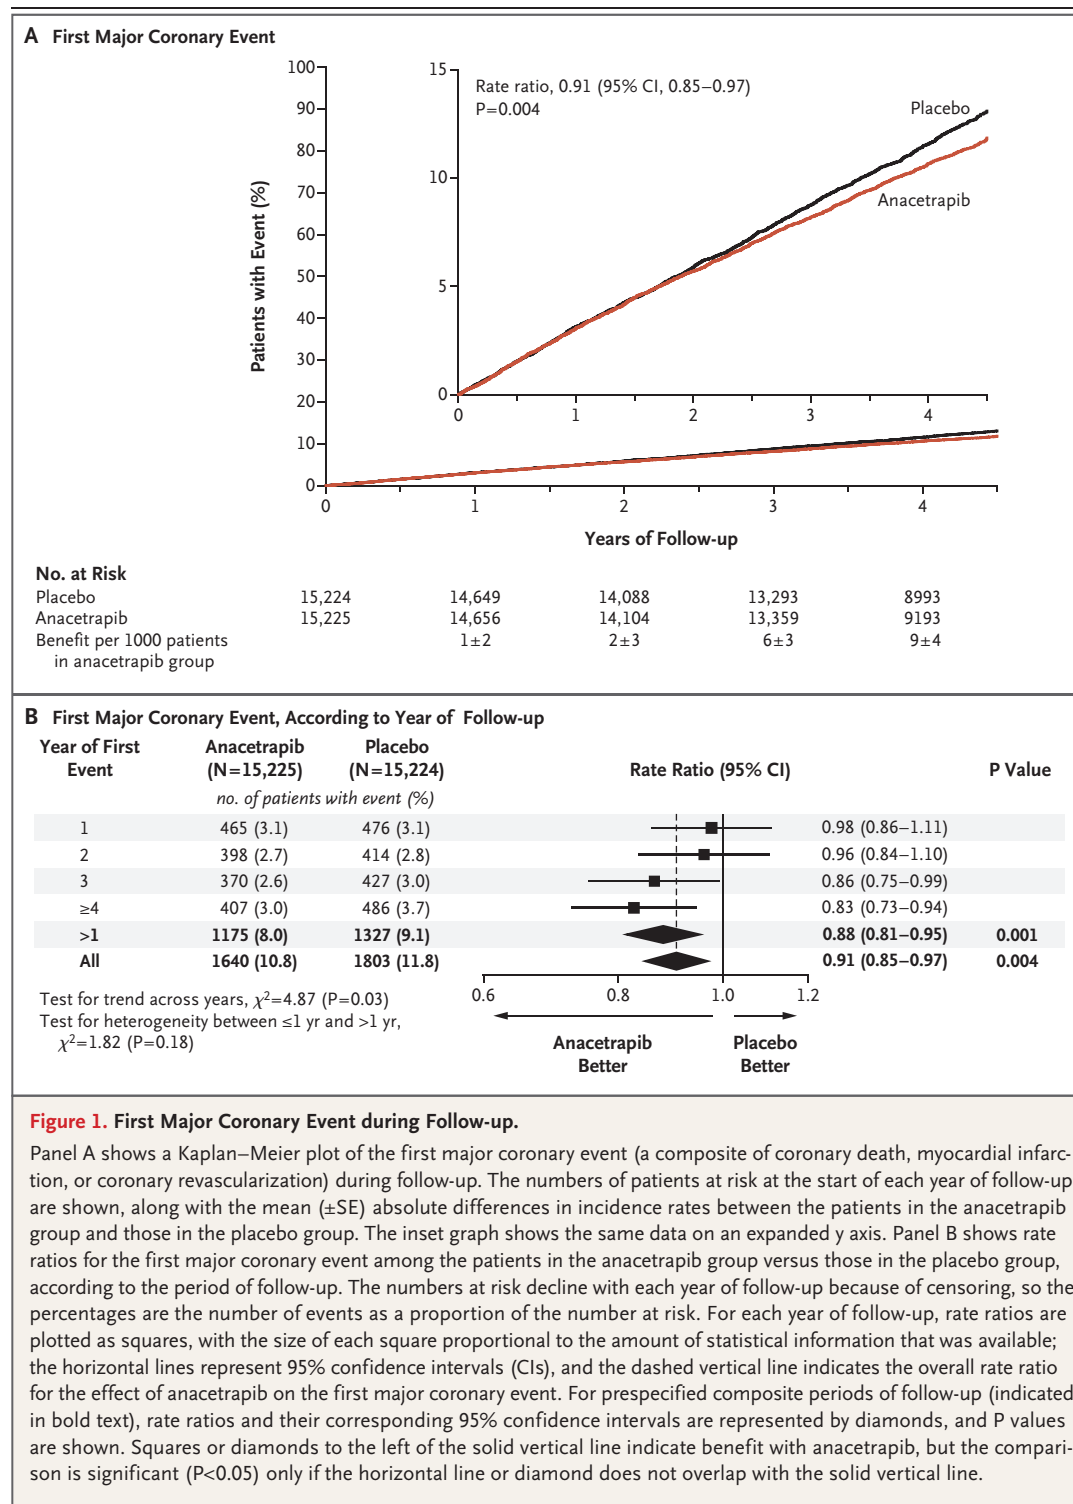 A First Major Coronary Event
100
90
80
70
60
50
40
30
20
10
0
Patients with Event (%)
15
10
5
0
Rate ratio, 0.91 (95% CI, 0.85–0.97)
P=0.004
Placebo
Anacetrapib
0 1 2 3 4
0 1 2 3 4
Years of Follow-up
No. at Risk
Placebo 15,224 14,649 14,088 13,293 8993
Anacetrapib 15,225 14,656 14,104 13,359 9193
Benefit per 1000 patients 1±2 2±3 6±3 9±4
in anacetrapib group
B First Major Coronary Event, According to Year of Follow-up
Year of First Anacetrapib Placebo
Event (N=15,225) (N=15,224) Rate Ratio (95% CI) P Value
no. of patients with event (%)
1 465 (3.1) 476 (3.1) 0.98 (0.86–1.11)
2 398 (2.7) 414 (2.8) 0.96 (0.84–1.10)
3 370 (2.6) 427 (3.0) 0.86 (0.75–0.99)
≥4 407 (3.0) 486 (3.7) 0.83 (0.73–0.94)
>1 1175 (8.0) 1327 (9.1) 0.88 (0.81–0.95) 0.001
All 1640 (10.8) 1803 (11.8) 0.91 (0.85–0.97) 0.004
0.6 0.8 1.0 1.2
Test for trend across years, χ²=4.87 (P=0.03)
Test for heterogeneity between ≤1 yr and >1 yr,
χ²=1.82 (P=0.18)
Anacetrapib Placebo
Better Better
Figure 1. First Major Coronary Event during Follow-up.
Panel A shows a Kaplan–Meier plot of the first major coronary event (a composite of coronary death, myocardial infarc-
tion, or coronary revascularization) during follow-up. The numbers of patients at risk at the start of each year of follow-up
are shown, along with the mean (±SE) absolute differences in incidence rates between the patients in the anacetrapib
group and those in the placebo group. The inset graph shows the same data on an expanded y axis. Panel B shows rate
ratios for the first major coronary event among the patients in the anacetrapib group versus those in the placebo group,
according to the period of follow-up. The numbers at risk decline with each year of follow-up because of censoring, so the
percentages are the number of events as a proportion of the number at risk. For each year of follow-up, rate ratios are
plotted as squares, with the size of each square proportional to the amount of statistical information that was available;
the horizontal lines represent 95% confidence intervals (CIs), and the dashed vertical line indicates the overall rate ratio
for the effect of anacetrapib on the first major coronary event. For prespecified composite periods of follow-up (indicated
in bold text), rate ratios and their corresponding 95% confidence intervals are represented by diamonds, and P values
are shown. Squares or diamonds to the left of the solid vertical line indicate benefit with anacetrapib, but the compari-
son is significant (P<0.05) only if the horizontal line or diamond does not overlap with the solid vertical line.